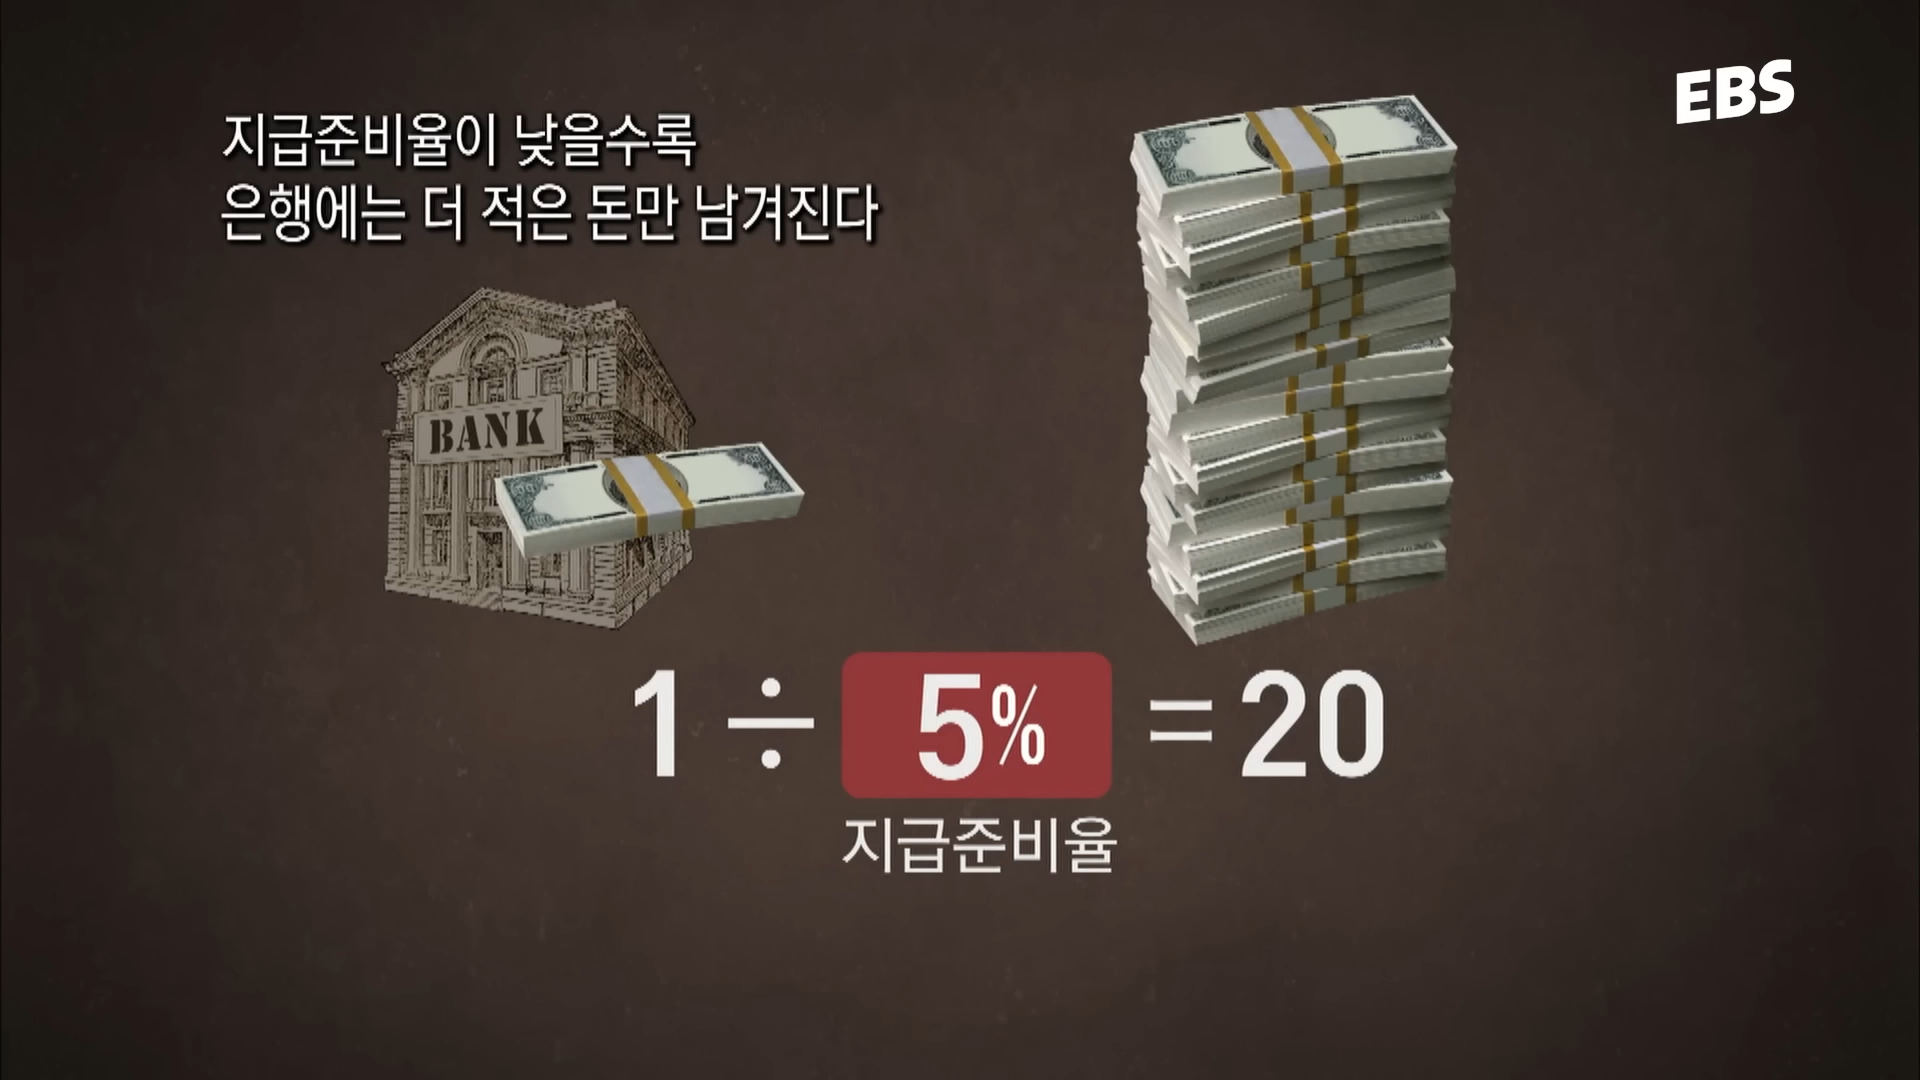 EBS
지급준비율이 낮을수록
은행에는 더 적은 돈만 남겨진다
BANK
1 ÷ 5% = 20
지급준비율